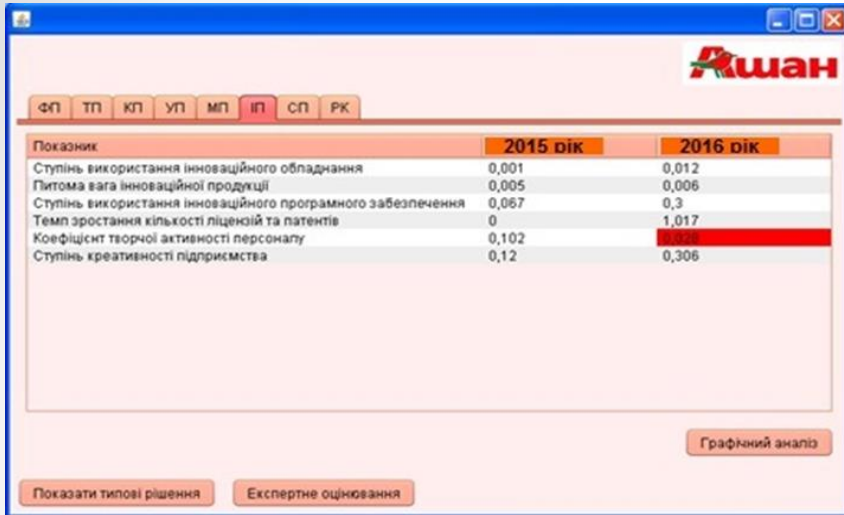 Ашан
ФП ТП КП УП МП ІП СП РК
Показник 2015 рік 2016 рік
Ступінь використання інноваційного обладнання 0,001 0,012
Питома вага інноваційної продукції 0,005 0,006
Ступінь використання інноваційного програмного забезпечення 0,067 0,3
Темп зростання кількості ліцензій та патентів 0 1,017
Коефіцієнт творчої активності персоналу 0,102
Ступінь креативності підприємства 0,12 0,306
Графічний аналіз
Показати типові рішення Експертне оцінювання